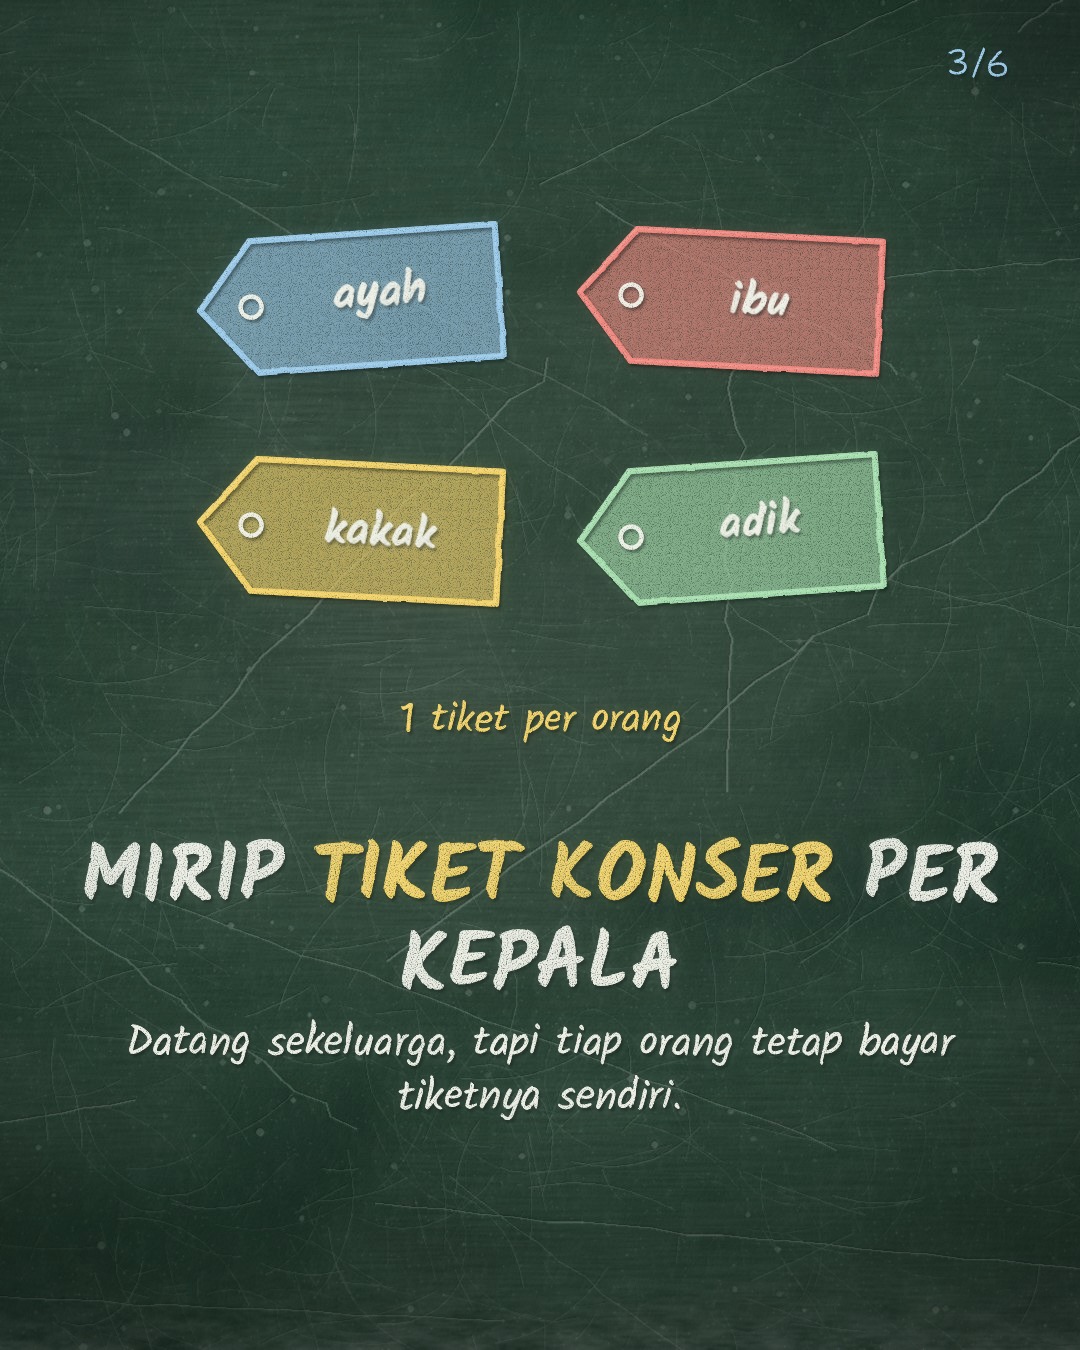 3/6
ayah
ibu
kakak
adik
1 tiket per orang
MIRIP TIKET KONSER PER
KEPALA
Datang sekeluarga, tapi tiap orang tetap bayar
tiketnya sendiri.